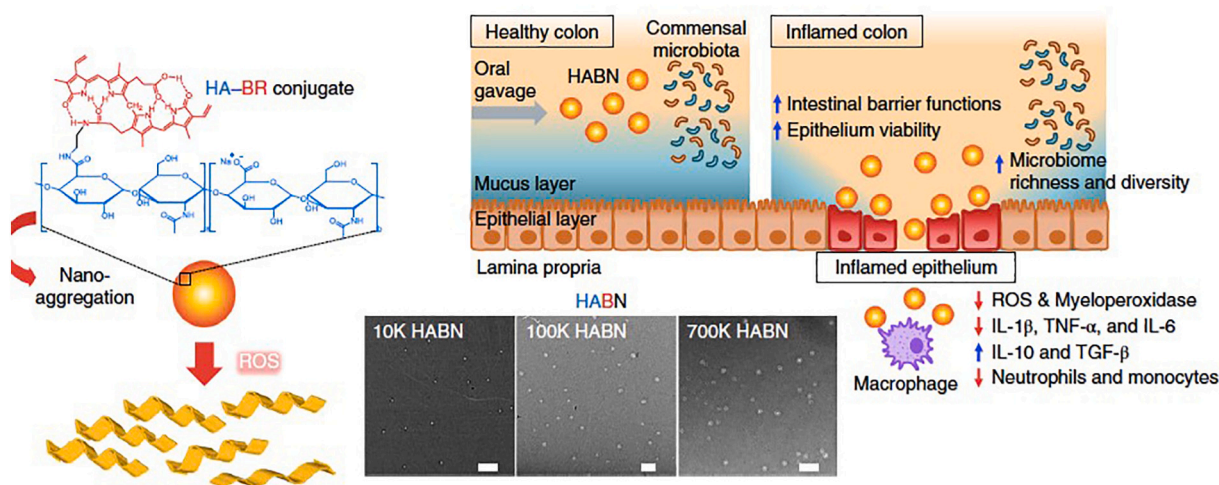 HA–BR conjugate
Nano-
aggregation
ROS
Healthy colon
Commensal
microbiota
Oral
gavage
HABN
Mucus layer
Epithelial layer
Lamina propria
Inflamed colon
Intestinal barrier functions
Epithelium viability
Microbiome
richness and diversity
Inflamed epithelium
Macrophage
ROS & Myeloperoxidase
IL-1β, TNF-α, and IL-6
IL-10 and TGF-β
Neutrophils and monocytes
HABN
10K HABN
100K HABN
700K HABN